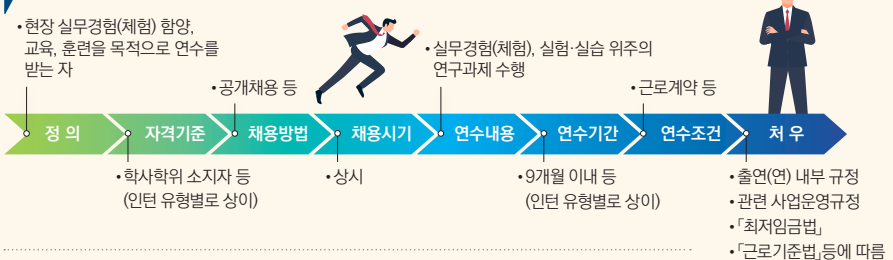 • 현장 실무경험(체험) 함양,
교육, 훈련을 목적으로 연수를
받는 자
• 공개채용 등
• 실무경험(체험), 실험·실습 위주의
연구과제 수행
• 근로계약 등
정 의
자격기준
채용방법
채용시기
연수내용
연수기간
연수조건
처 우
• 학사학위 소지자 등
(인턴 유형별로 상이)
• 상시
• 9개월 이내 등
(인턴 유형별로 상이)
• 출연(연) 내부 규정
• 관련 사업운영규정
• 「최저임금법」
• 「근로기준법」등에 따름